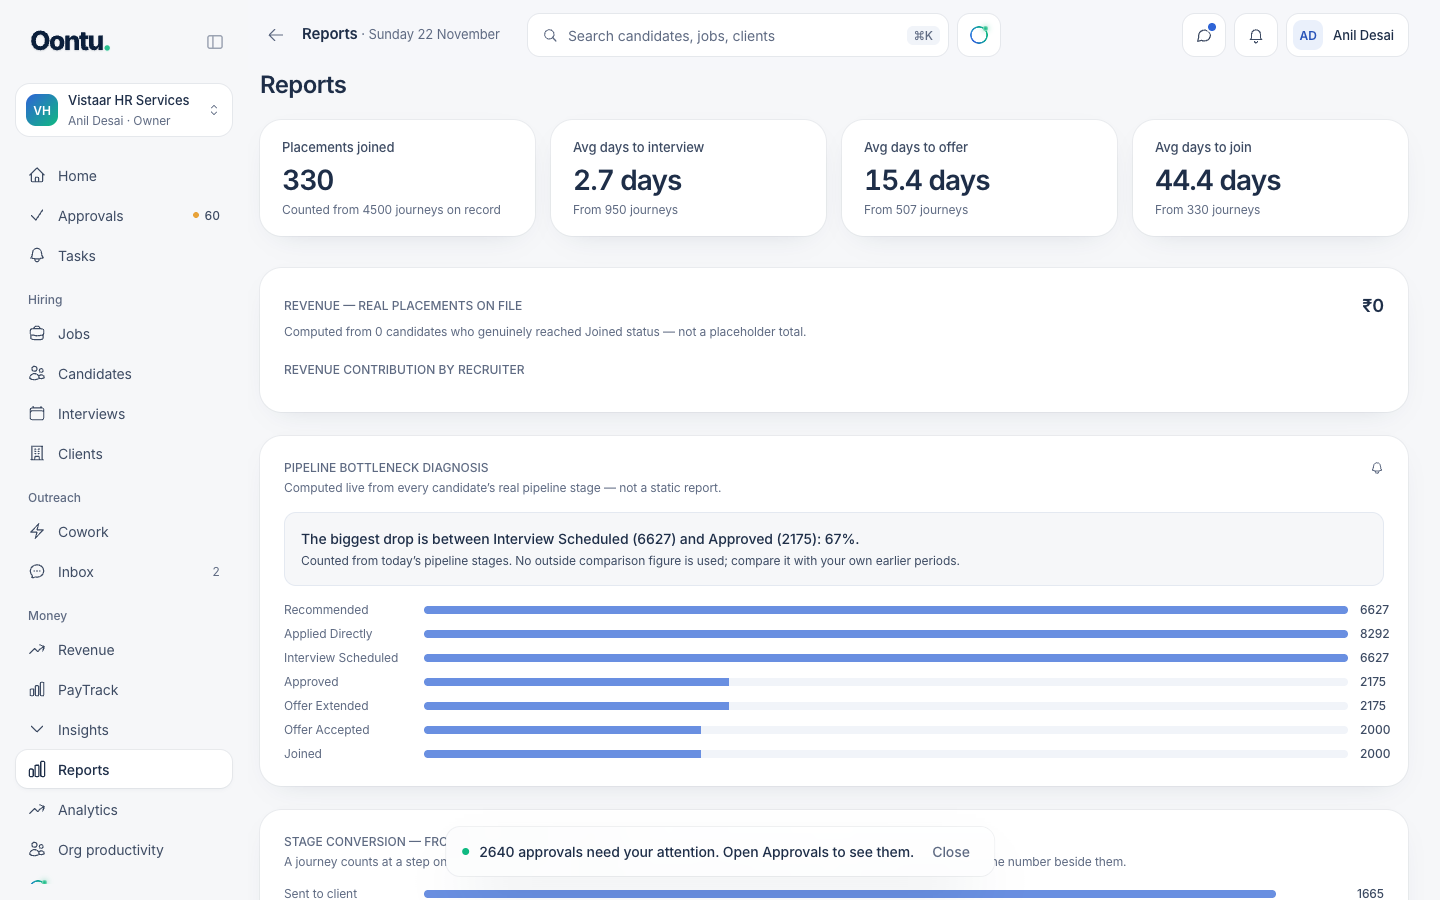 Oontu.
Reports · Sunday 22 November
Search candidates, jobs, clients
⌘K
AD
Anil Desai
VH
Vistaar HR Services
Anil Desai · Owner
Home
Approvals
60
Tasks
Hiring
Jobs
Candidates
Interviews
Clients
Outreach
Cowork
Inbox
2
Money
Revenue
PayTrack
Insights
Reports
Analytics
Org productivity
Reports
Placements joined
330
Counted from 4500 journeys on record
Avg days to interview
2.7 days
From 950 journeys
Avg days to offer
15.4 days
From 507 journeys
Avg days to join
44.4 days
From 330 journeys
REVENUE — REAL PLACEMENTS ON FILE
₹0
Computed from 0 candidates who genuinely reached Joined status — not a placeholder total.
REVENUE CONTRIBUTION BY RECRUITER
PIPELINE BOTTLENECK DIAGNOSIS
Computed live from every candidate's real pipeline stage — not a static report.
The biggest drop is between Interview Scheduled (6627) and Approved (2175): 67%.
Counted from today's pipeline stages. No outside comparison figure is used; compare it with your own earlier periods.
Recommended 6627
Applied Directly 8292
Interview Scheduled 6627
Approved 2175
Offer Extended 2175
Offer Accepted 2000
Joined 2000
STAGE CONVERSION —
A journey counts at a step
number beside them.
2640 approvals need your attention. Open Approvals to see them.
Close
Sent to client 1665